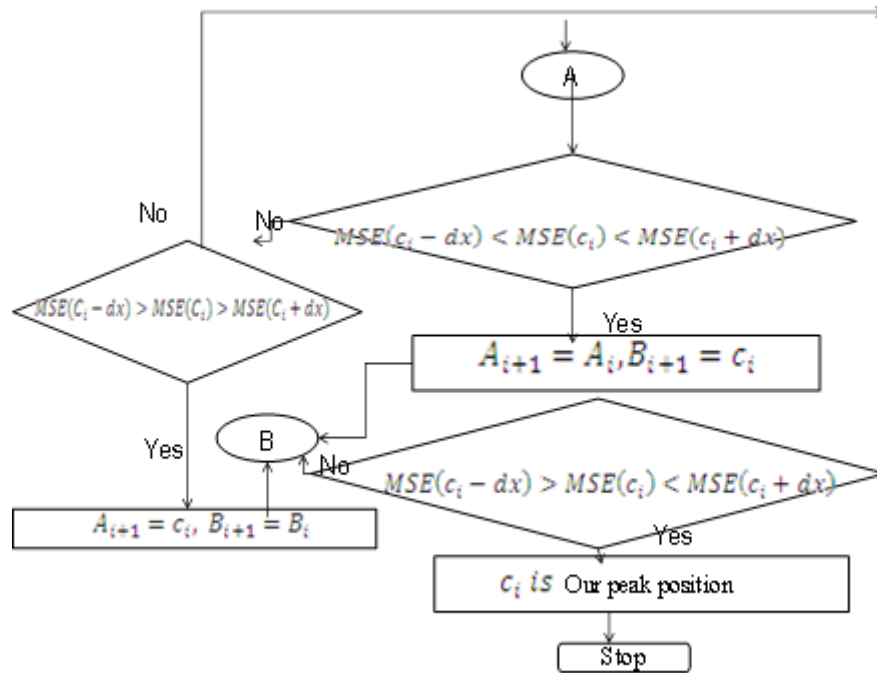 A
No
No
MSE(c_i − dx) < MSE(c_i) < MSE(c_i + dx)
MSE(C_i − dx) > MSE(C_i) > MSE(C_i + dx)
Yes
A_{i+1} = A_i, B_{i+1} = c_i
Yes
B
No
MSE(c_i − dx) > MSE(c_i) < MSE(c_i + dx)
A_{i+1} = c_i, B_{i+1} = B_i
Yes
c_i is Our peak position
Stop